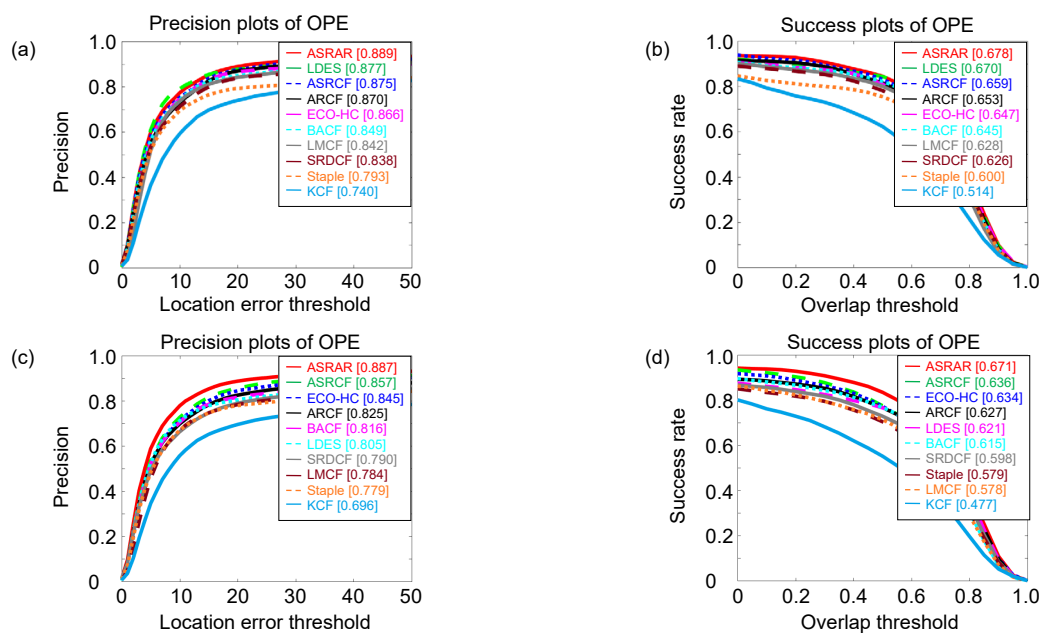 (a)
Precision plots of OPE
Precision
1.0
0.8
0.6
0.4
0.2
0
ASRAR [0.889]
LDES [0.877]
ASRCF [0.875]
ARCF [0.870]
ECO-HC [0.866]
BACF [0.849]
LMCF [0.842]
SRDCF [0.838]
Staple [0.793]
KCF [0.740]
0 10 20 30 40 50
Location error threshold
(b)
Success plots of OPE
Success rate
1.0
0.8
0.6
0.4
0.2
0
ASRAR [0.678]
LDES [0.670]
ASRCF [0.659]
ARCF [0.653]
ECO-HC [0.647]
BACF [0.645]
LMCF [0.628]
SRDCF [0.626]
Staple [0.600]
KCF [0.514]
0 0.2 0.4 0.6 0.8 1.0
Overlap threshold
(c)
Precision plots of OPE
Precision
1.0
0.8
0.6
0.4
0.2
0
ASRAR [0.887]
ASRCF [0.857]
ECO-HC [0.845]
ARCF [0.825]
BACF [0.816]
LDES [0.805]
SRDCF [0.790]
LMCF [0.784]
Staple [0.779]
KCF [0.696]
0 10 20 30 40 50
Location error threshold
(d)
Success plots of OPE
Success rate
1.0
0.8
0.6
0.4
0.2
0
ASRAR [0.671]
ASRCF [0.636]
ECO-HC [0.634]
ARCF [0.627]
LDES [0.621]
BACF [0.615]
SRDCF [0.598]
Staple [0.579]
LMCF [0.578]
KCF [0.477]
0 0.2 0.4 0.6 0.8 1.0
Overlap threshold